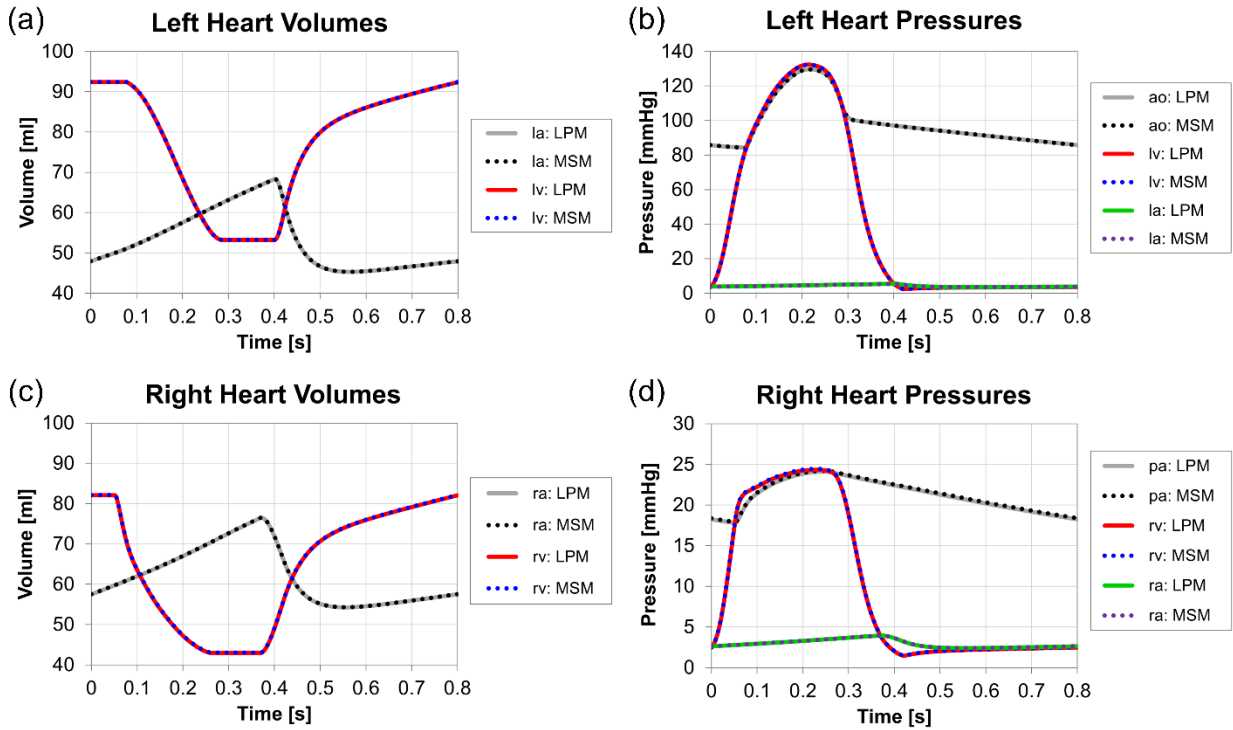 (a)
Left Heart Volumes
Volume [ml]
100
90
80
70
60
50
40
0 0.1 0.2 0.3 0.4 0.5 0.6 0.7 0.8
Time [s]
la: LPM
la: MSM
lv: LPM
lv: MSM
(b)
Left Heart Pressures
Pressure [mmHg]
140
120
100
80
60
40
20
0
0 0.1 0.2 0.3 0.4 0.5 0.6 0.7 0.8
Time [s]
ao: LPM
ao: MSM
lv: LPM
lv: MSM
la: LPM
la: MSM
(c)
Right Heart Volumes
Volume [ml]
100
90
80
70
60
50
40
0 0.1 0.2 0.3 0.4 0.5 0.6 0.7 0.8
Time [s]
ra: LPM
ra: MSM
rv: LPM
rv: MSM
(d)
Right Heart Pressures
Pressure [mmHg]
30
25
20
15
10
5
0
0 0.1 0.2 0.3 0.4 0.5 0.6 0.7 0.8
Time [s]
pa: LPM
pa: MSM
rv: LPM
rv: MSM
ra: LPM
ra: MSM